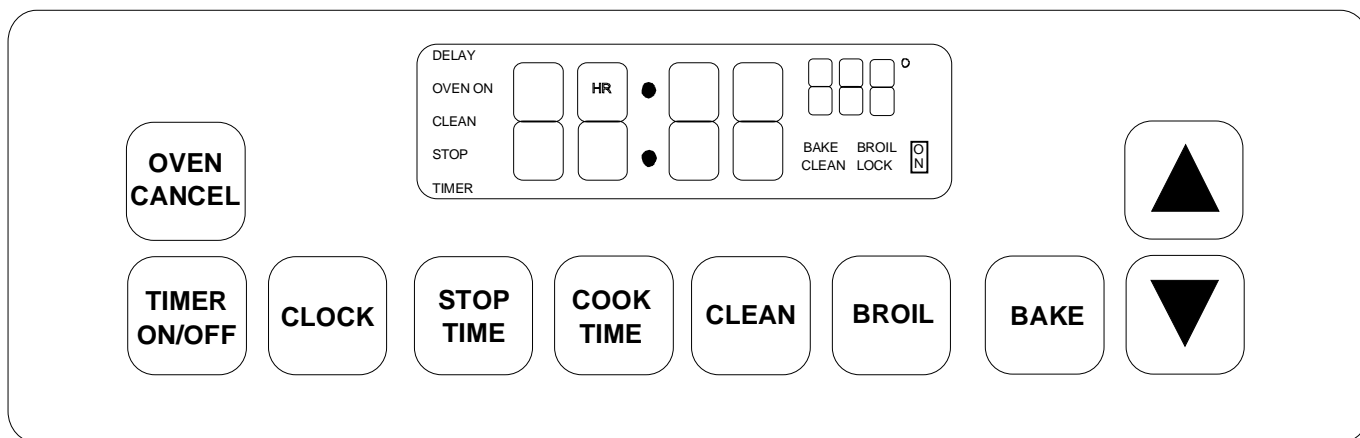 DELAY
OVEN ON
CLEAN
STOP
TIMER
HR
BAKE BROIL
CLEAN LOCK
O
N
OVEN
CANCEL
TIMER
ON/OFF
CLOCK
STOP
TIME
COOK
TIME
CLEAN
BROIL
BAKE